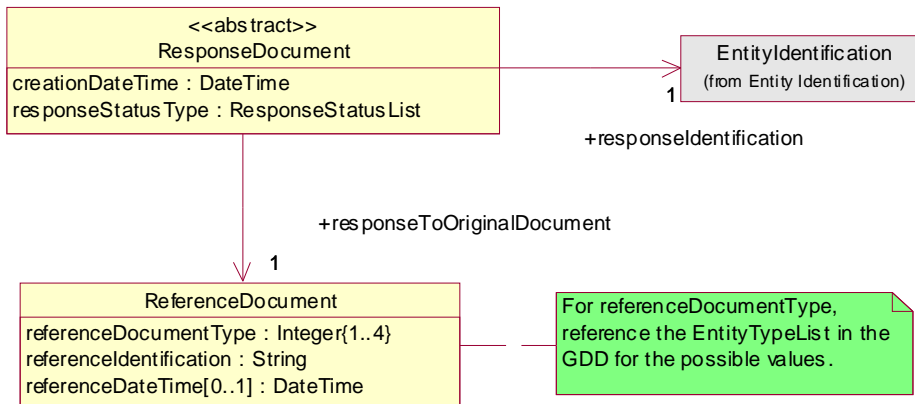 <<abstract>>
ResponseDocument
creationDateTime : DateTime
responseStatusType : ResponseStatusList
EntityIdentification
(from Entity Identification)
1
+responseIdentification
+responseToOriginalDocument
1
ReferenceDocument
referenceDocumentType : Integer{1..4}
referenceIdentification : String
referenceDateTime[0..1] : DateTime
For referenceDocumentType,
reference the EntityTypeList in the
GDD for the possible values.